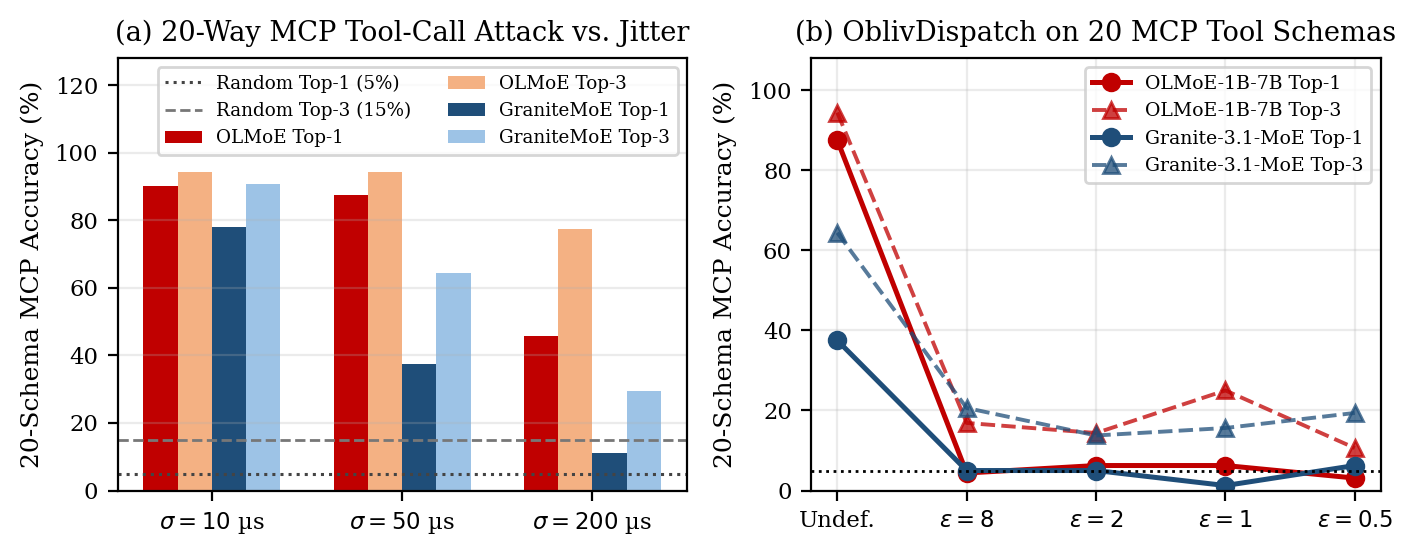 (a) 20-Way MCP Tool-Call Attack vs. Jitter
20-Schema MCP Accuracy (%)
120
100
80
60
40
20
0
Random Top-1 (5%)
Random Top-3 (15%)
OLMoE Top-1
OLMoE Top-3
GraniteMoE Top-1
GraniteMoE Top-3
σ = 10 µs
σ = 50 µs
σ = 200 µs
(b) OblivDispatch on 20 MCP Tool Schemas
20-Schema MCP Accuracy (%)
100
80
60
40
20
0
OLMoE-1B-7B Top-1
OLMoE-1B-7B Top-3
Granite-3.1-MoE Top-1
Granite-3.1-MoE Top-3
Undef.
ε = 8
ε = 2
ε = 1
ε = 0.5